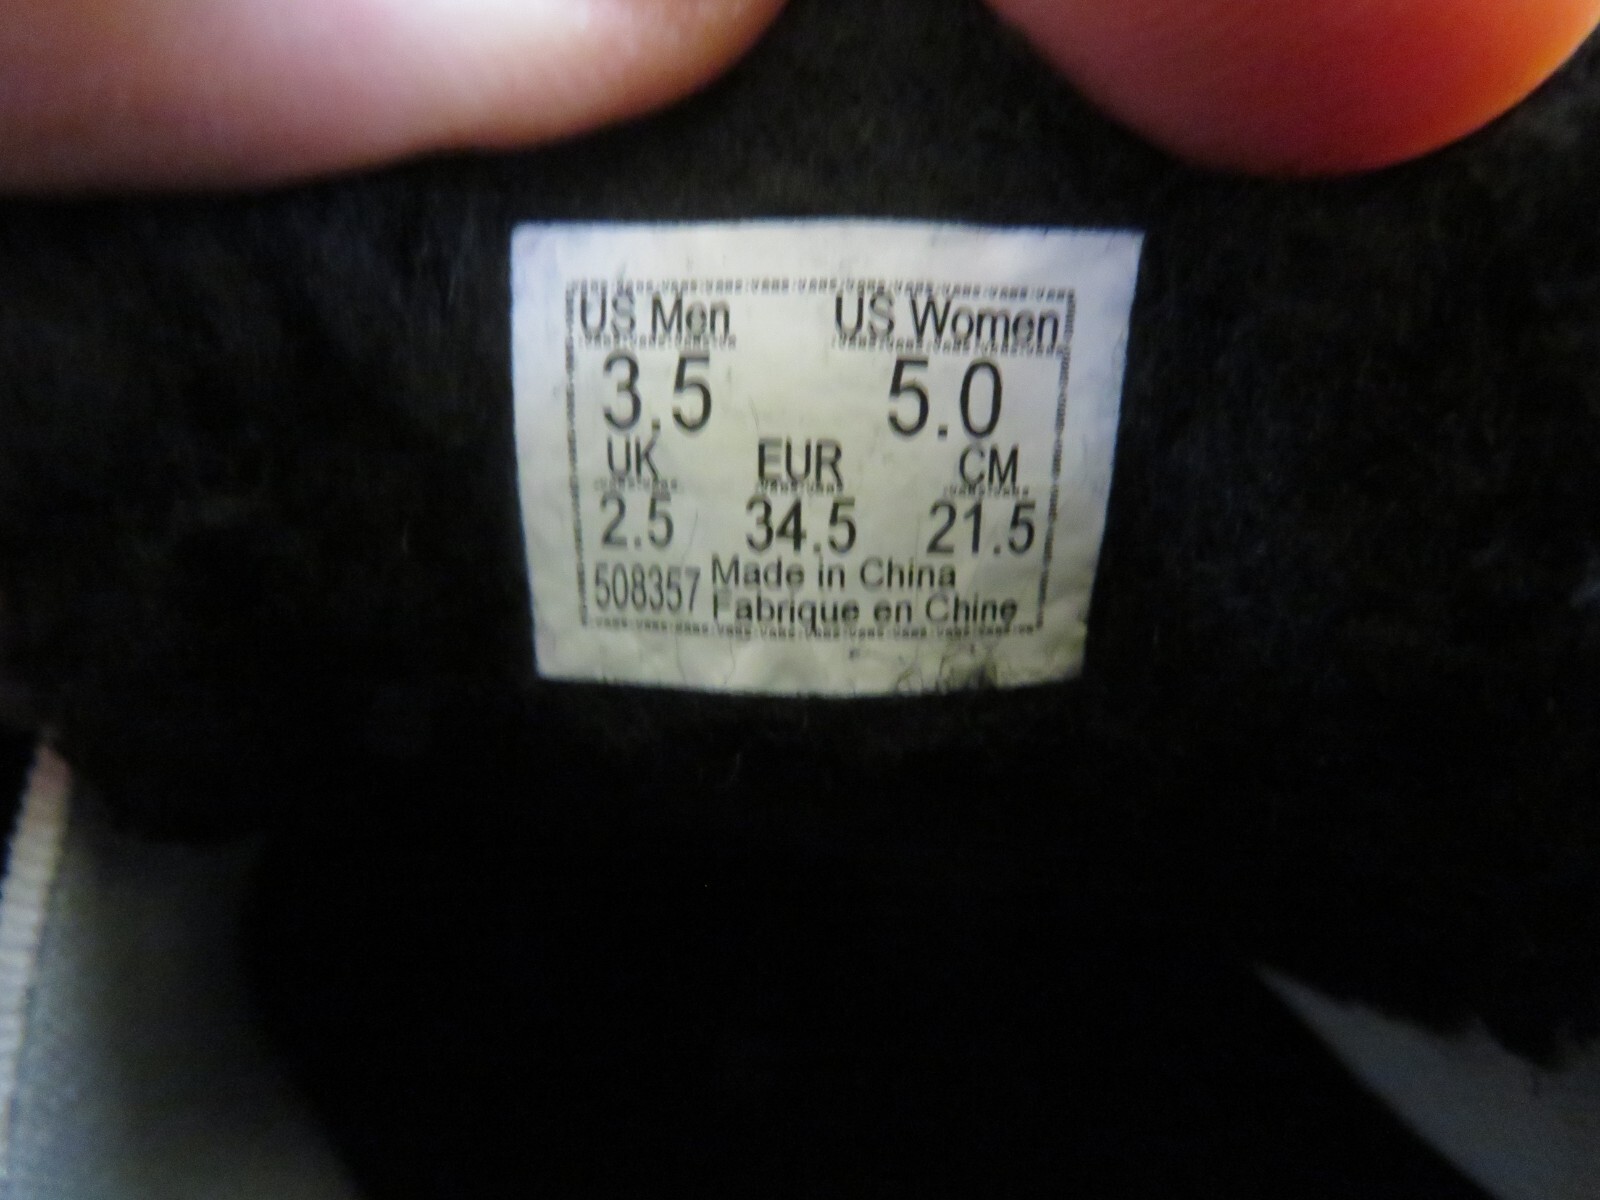 US Men US Women
3.5 5.0
UK EUR CM
2.5 34.5 21.5
508357 Made in China
Fabrique en Chine